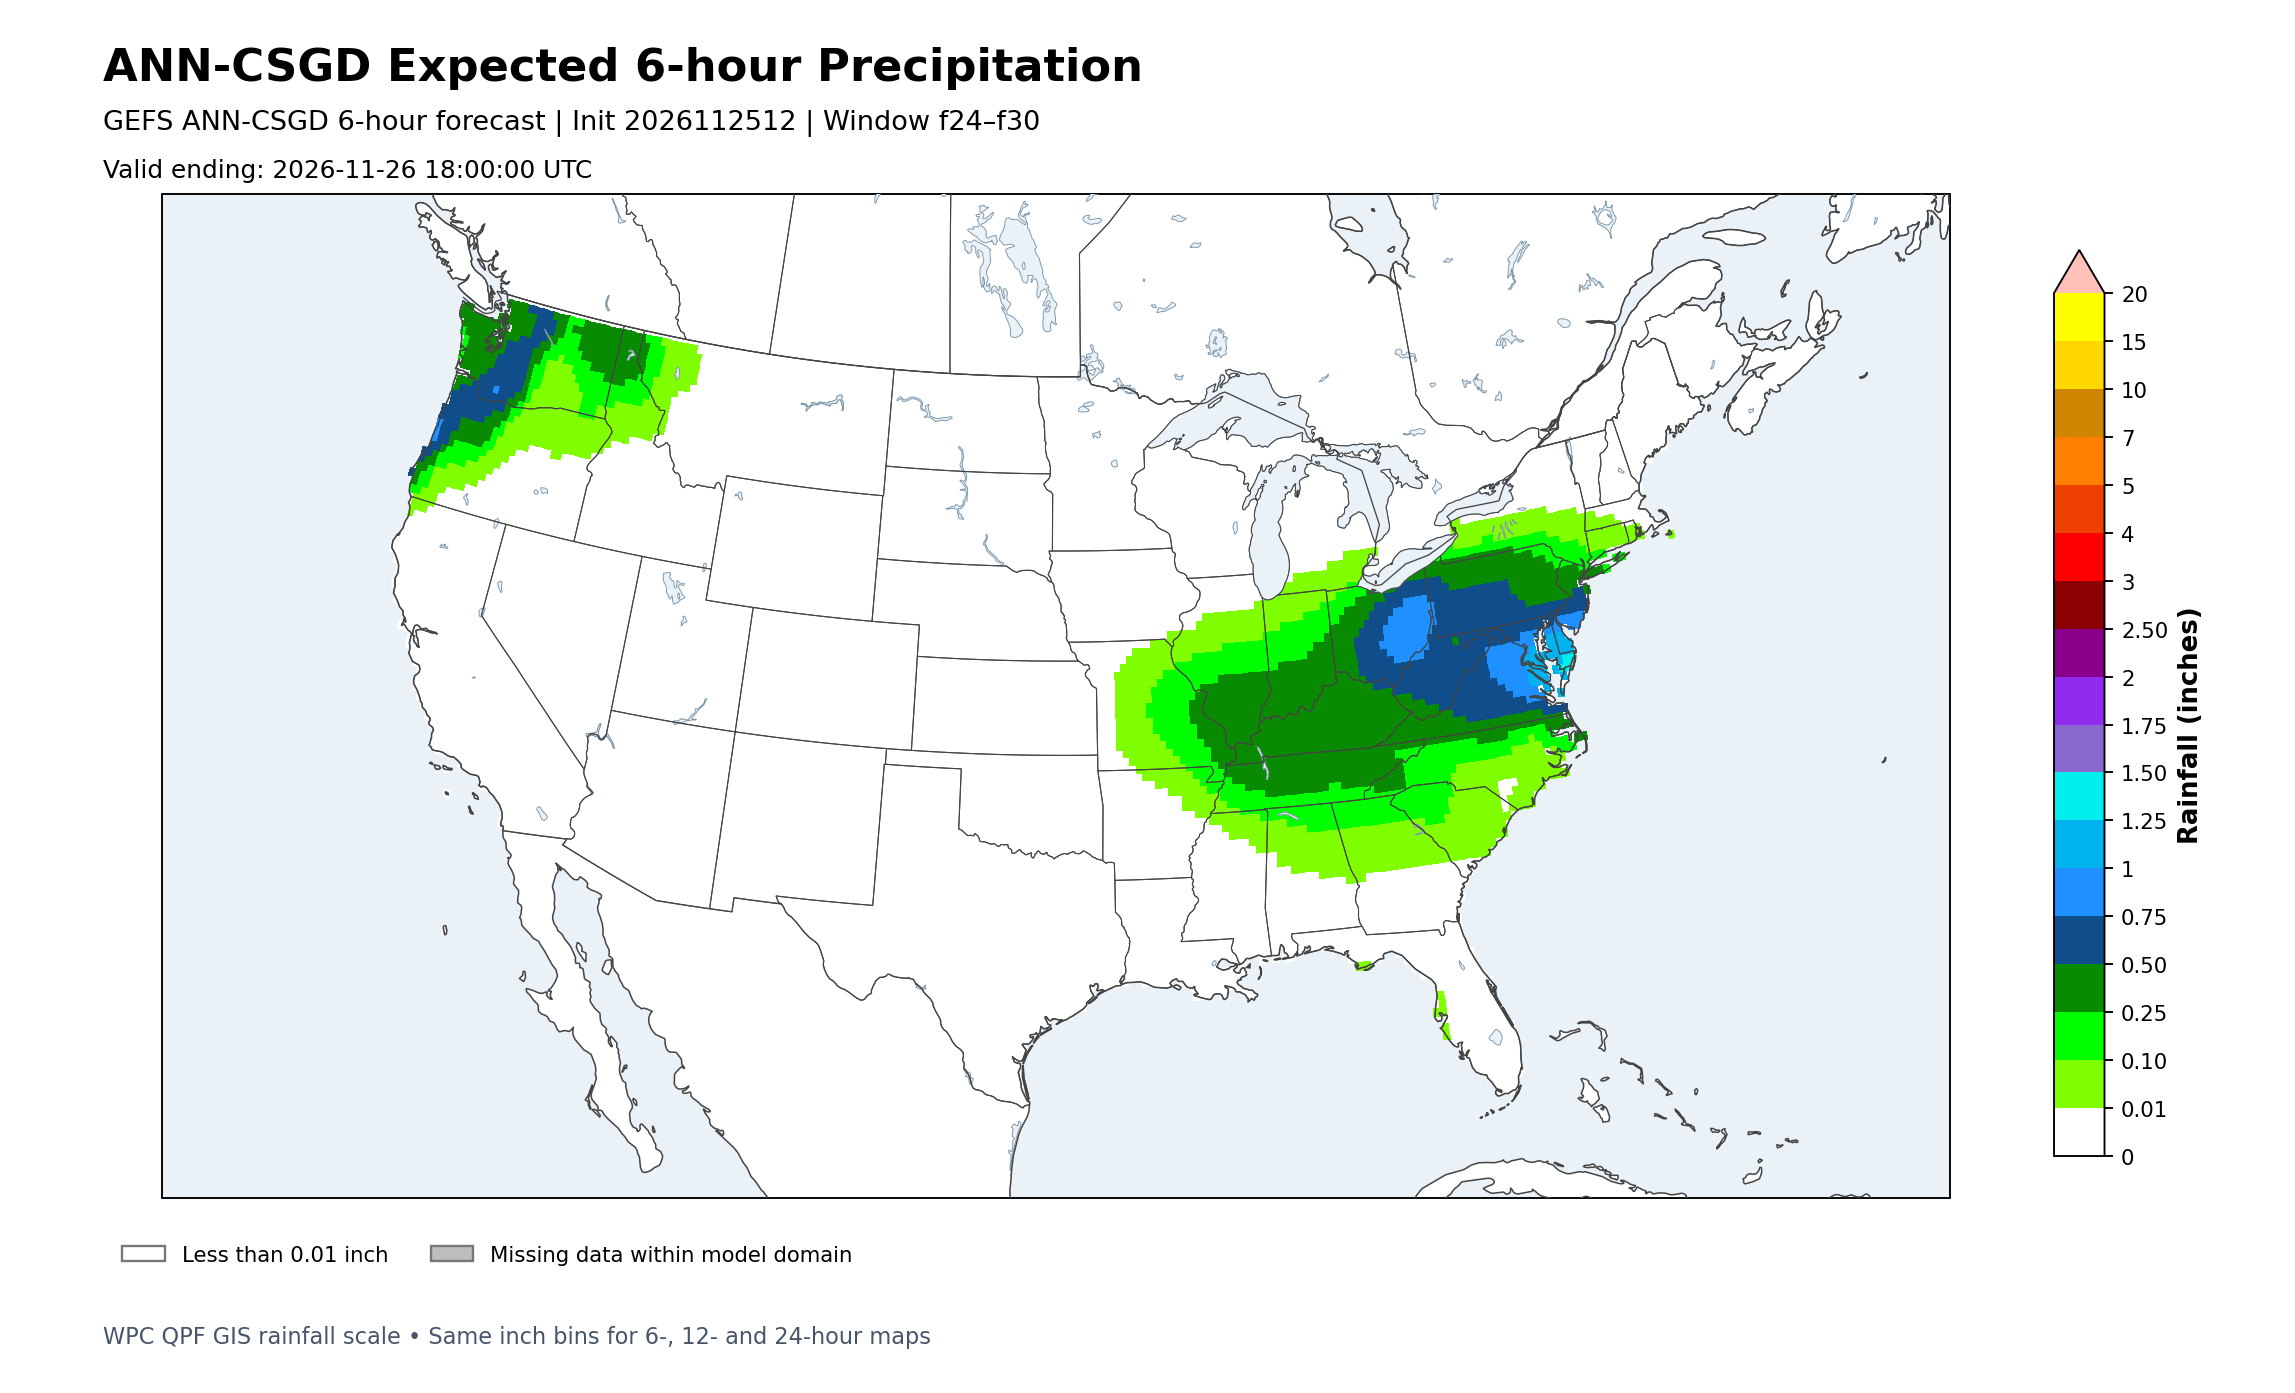 ANN-CSGD Expected 6-hour Precipitation
GEFS ANN-CSGD 6-hour forecast | Init 2026112512 | Window f24–f30
Valid ending: 2026-11-26 18:00:00 UTC
20
15
10
7
5
4
3
2.50
2
1.75
1.50
1.25
1
0.75
0.50
0.25
0.10
0.01
0
Rainfall (inches)
Less than 0.01 inch
Missing data within model domain
WPC QPF GIS rainfall scale • Same inch bins for 6-, 12- and 24-hour maps